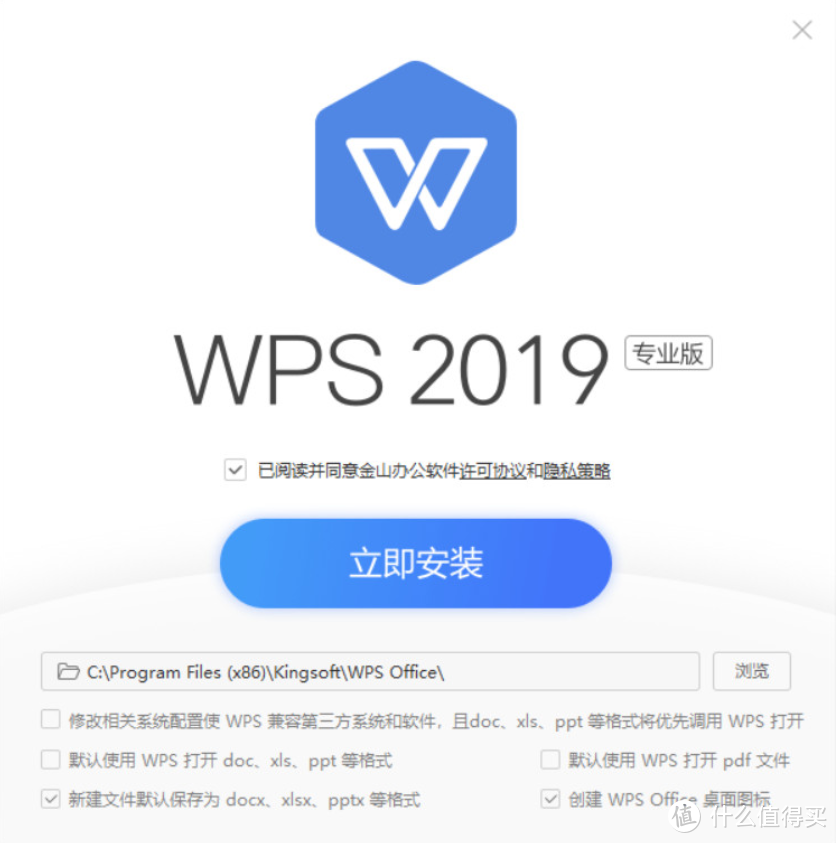 WPS 2019 专业版
已阅读并同意金山办公软件许可协议和隐私策略
立即安装
C:\Program Files (x86)\Kingsoft\WPS Office\ 浏览
修改相关系统配置使 WPS 兼容第三方系统和软件，且doc、xls、ppt 等格式将优先调用 WPS 打开
默认使用 WPS 打开 doc、xls、ppt 等格式 默认使用 WPS 打开 pdf 文件
新建文件默认保存为 docx、xlsx、pptx 等格式 创建 WPS Office 桌面图标
值 什么值得买